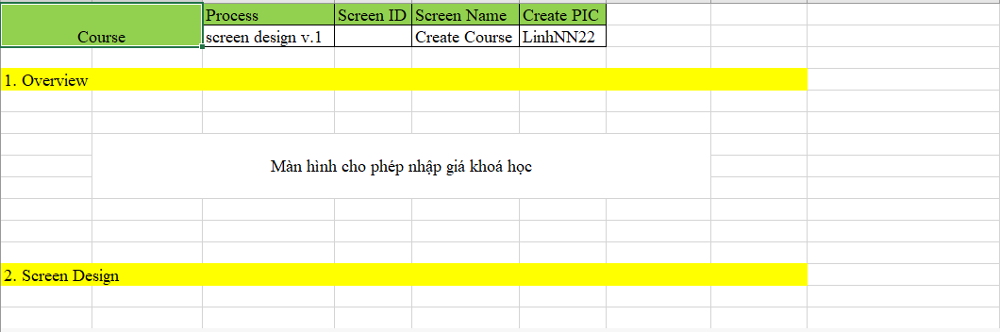 Process Screen ID Screen Name Create PIC
Course screen design v.1 Create Course LinhNN22
1. Overview
Màn hình cho phép nhập giá khoá học
2. Screen Design